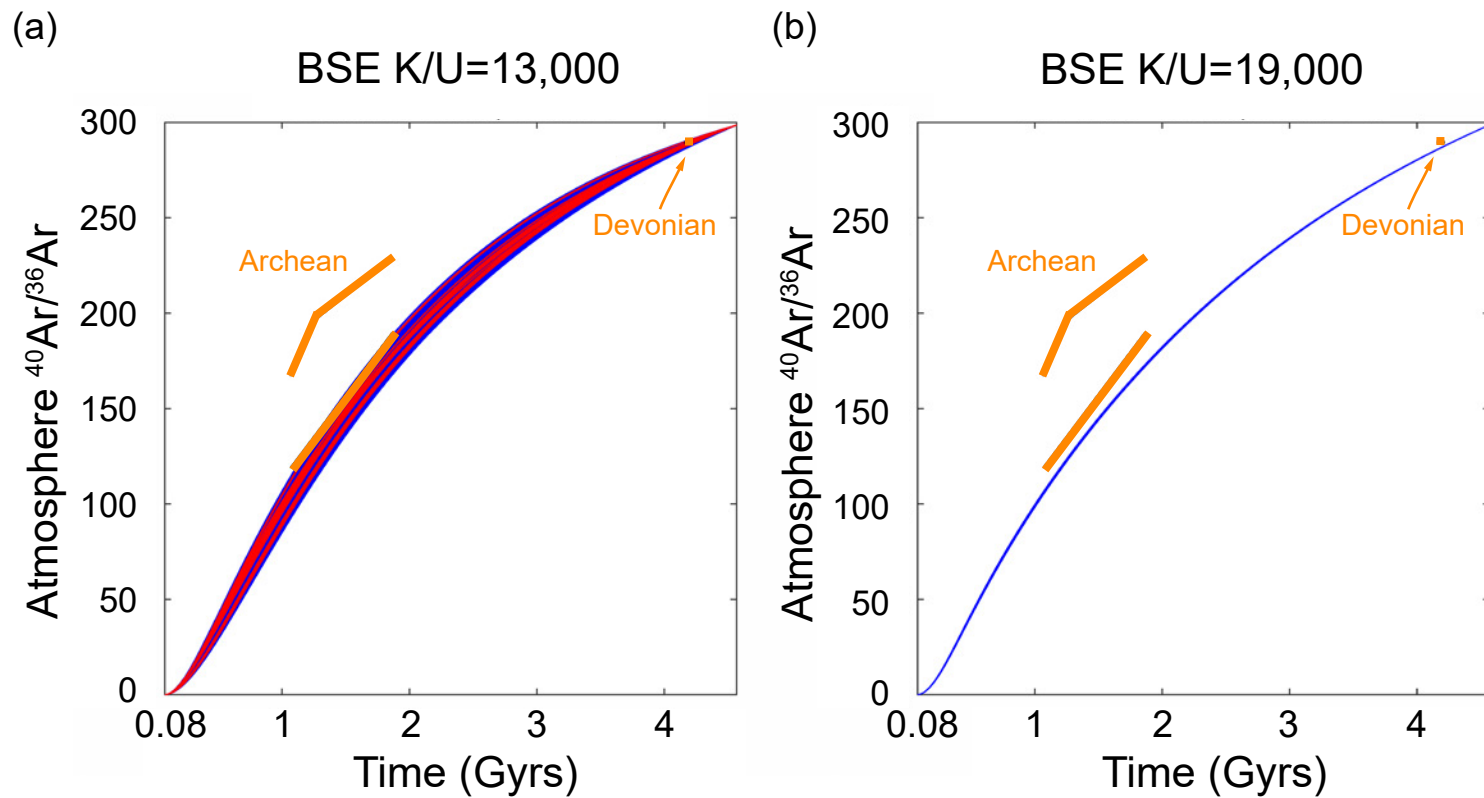 (a)
BSE K/U=13,000
300
250
200
150
100
50
0
Atmosphere ⁴⁰Ar/³⁶Ar
Archean
Devonian
0.08 1 2 3 4
Time (Gyrs)
(b)
BSE K/U=19,000
300
250
200
150
100
50
0
Atmosphere ⁴⁰Ar/³⁶Ar
Archean
Devonian
0.08 1 2 3 4
Time (Gyrs)